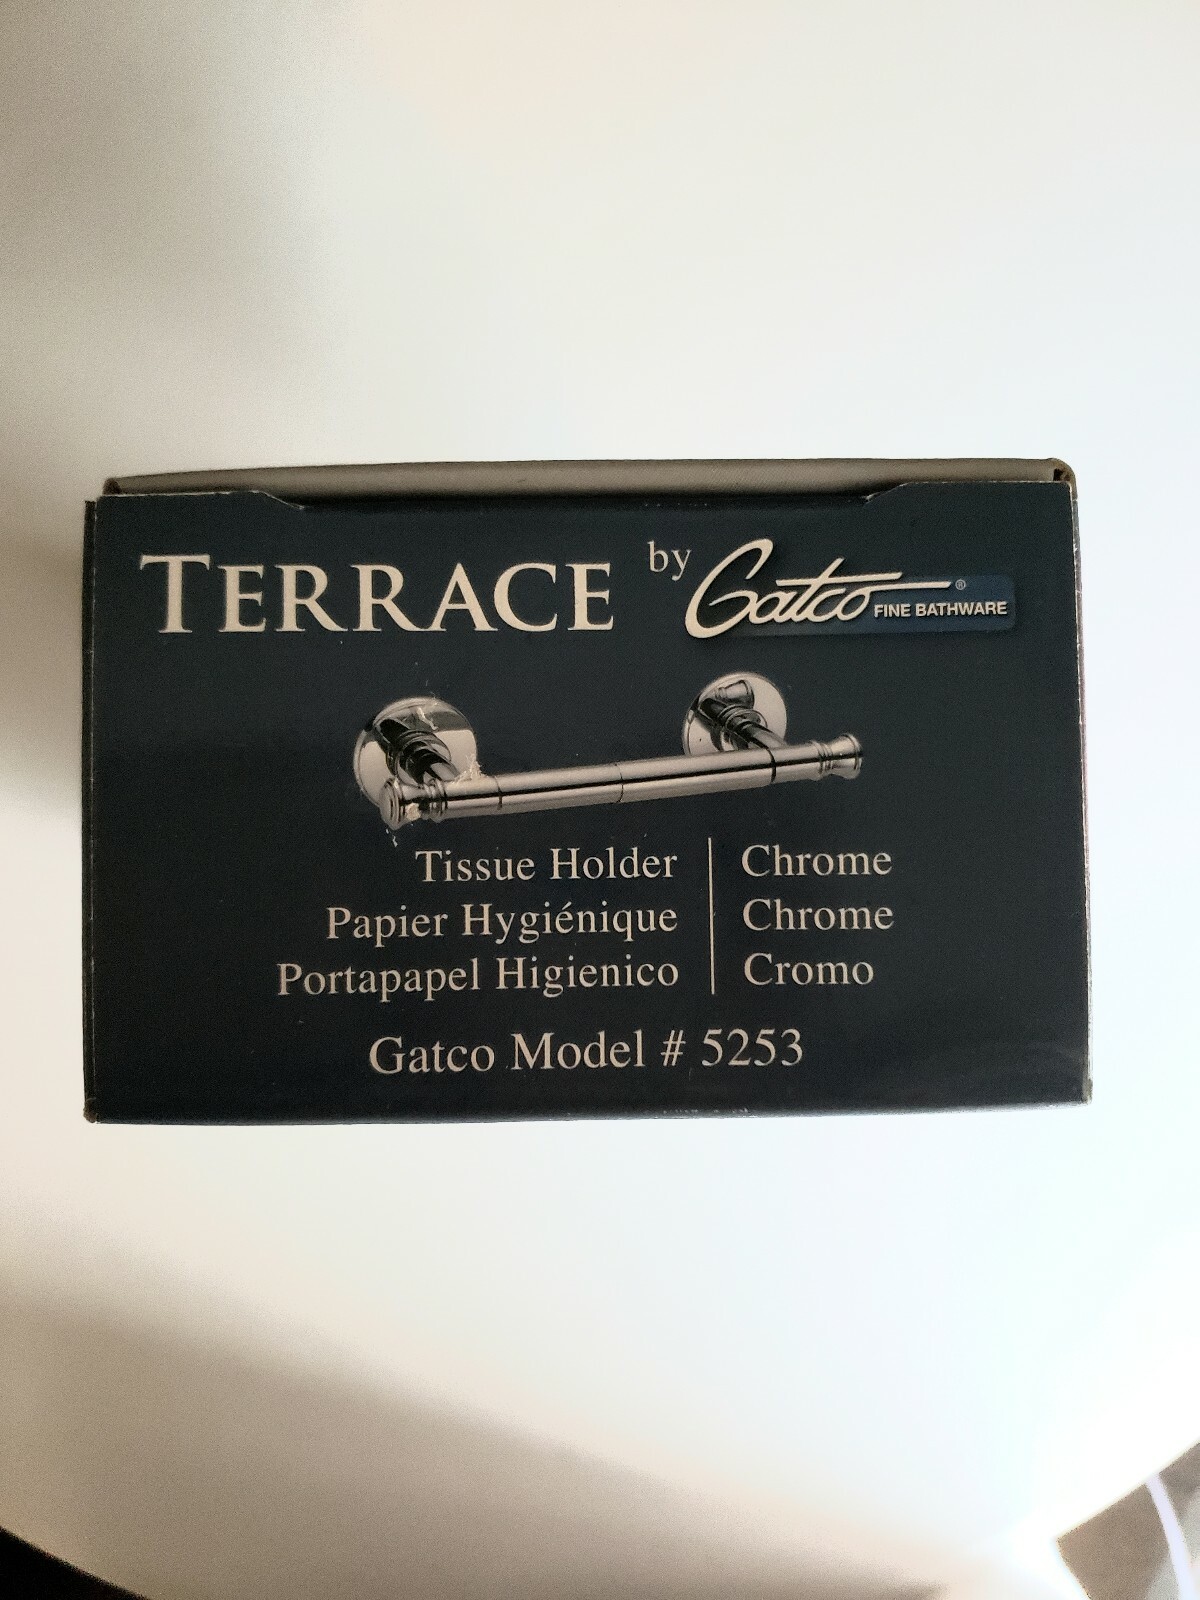 TERRACE by Gatco® FINE BATHWARE
Tissue Holder | Chrome
Papier Hygiénique | Chrome
Portapapel Higienico | Cromo
Gatco Model # 5253